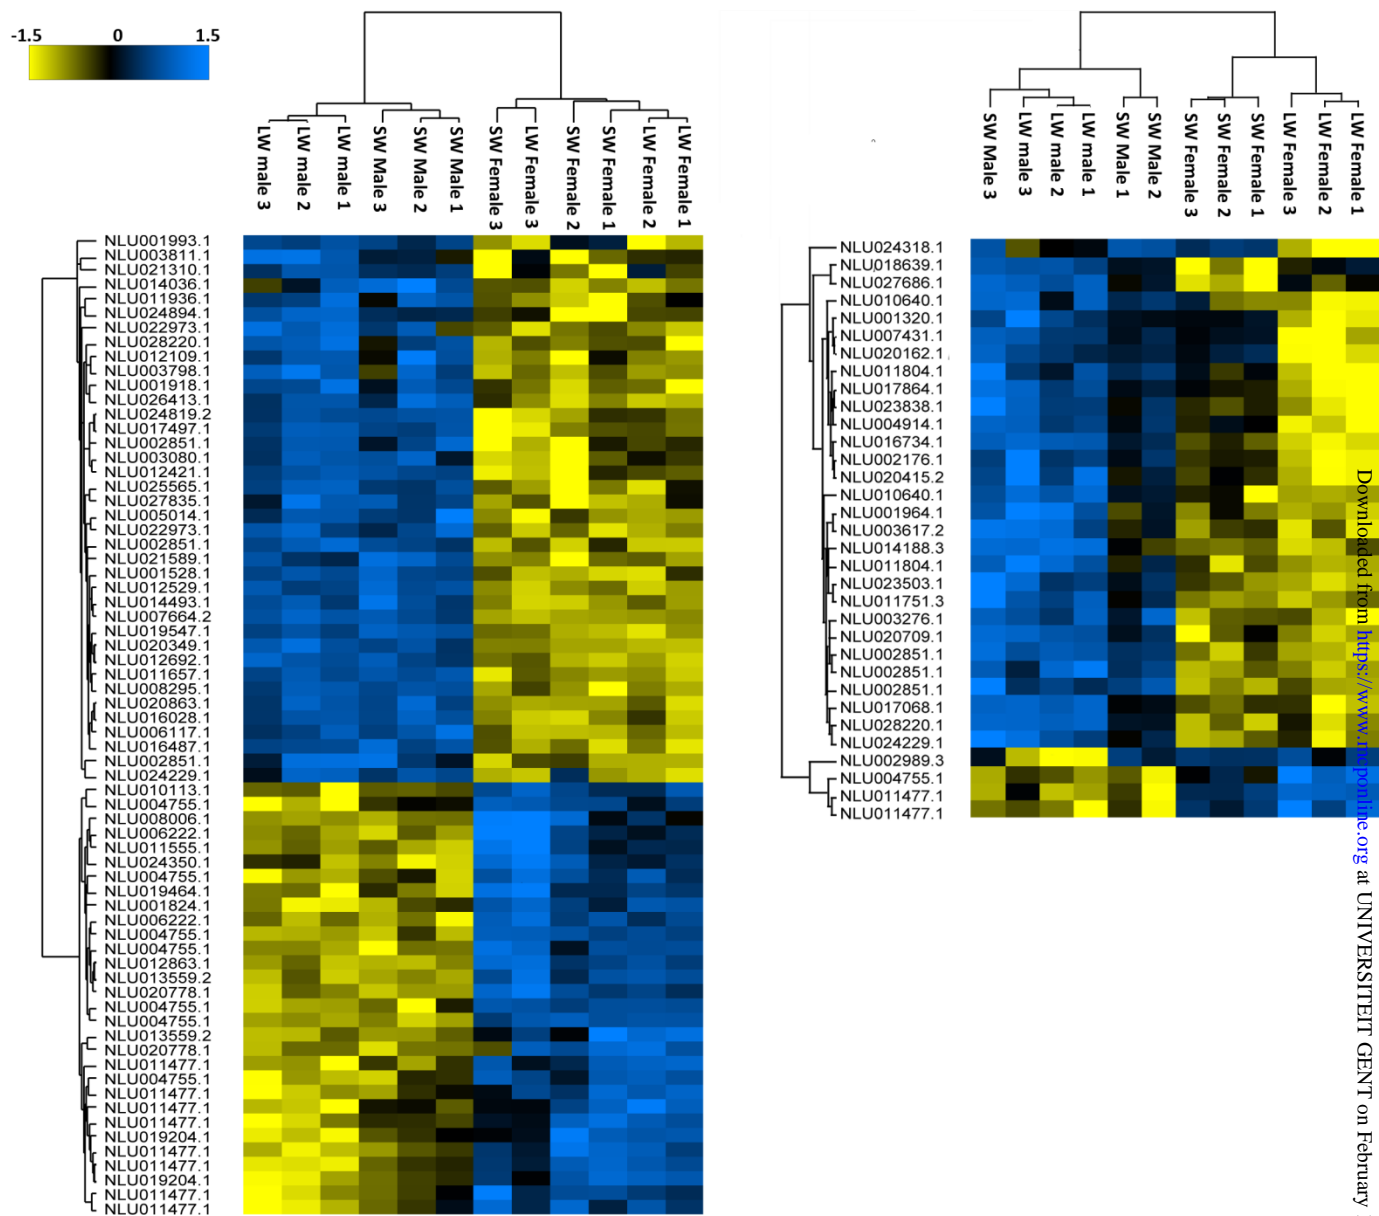 -1.5 0 1.5
LW male 3
LW male 2
LW male 1
SW Male 3
SW Male 2
SW Male 1
SW Female 3
LW Female 3
SW Female 2
SW Female 1
LW Female 2
LW Female 1
NLU001993.1
NLU003811.1
NLU021310.1
NLU014036.1
NLU011936.1
NLU024894.1
NLU022973.1
NLU028220.1
NLU012109.1
NLU003798.1
NLU001918.1
NLU026413.1
NLU024819.2
NLU017497.1
NLU002851.1
NLU003080.1
NLU012421.1
NLU025565.1
NLU027835.1
NLU005014.1
NLU022973.1
NLU002851.1
NLU021589.1
NLU001528.1
NLU012529.1
NLU014493.1
NLU007664.2
NLU019547.1
NLU020349.1
NLU012692.1
NLU011657.1
NLU008295.1
NLU020863.1
NLU016028.1
NLU006117.1
NLU016487.1
NLU002851.1
NLU024229.1
NLU010113.1
NLU004755.1
NLU008006.1
NLU006222.1
NLU011555.1
NLU024350.1
NLU004755.1
NLU019464.1
NLU001824.1
NLU006222.1
NLU004755.1
NLU004755.1
NLU012863.1
NLU013559.2
NLU020778.1
NLU004755.1
NLU004755.1
NLU013559.2
NLU020778.1
NLU011477.1
NLU004755.1
NLU011477.1
NLU011477.1
NLU011477.1
NLU019204.1
NLU011477.1
NLU011477.1
NLU019204.1
NLU011477.1
NLU011477.1
SW Male 3
LW male 3
LW male 2
LW male 1
SW Male 1
SW Male 2
SW Female 3
SW Female 2
SW Female 1
LW Female 3
LW Female 2
LW Female 1
NLU024318.1
NLU018639.1
NLU027686.1
NLU010640.1
NLU001320.1
NLU007431.1
NLU020162.1
NLU011804.1
NLU017864.1
NLU023838.1
NLU004914.1
NLU016734.1
NLU002176.1
NLU020415.2
NLU010640.1
NLU001964.1
NLU003617.2
NLU014188.3
NLU011804.1
NLU023503.1
NLU011751.3
NLU003276.1
NLU020709.1
NLU002851.1
NLU002851.1
NLU002851.1
NLU017068.1
NLU028220.1
NLU024229.1
NLU002989.3
NLU004755.1
NLU011477.1
NLU011477.1
Downloaded from https://www.mcponline.org at UNIVERSITEIT GENT on February